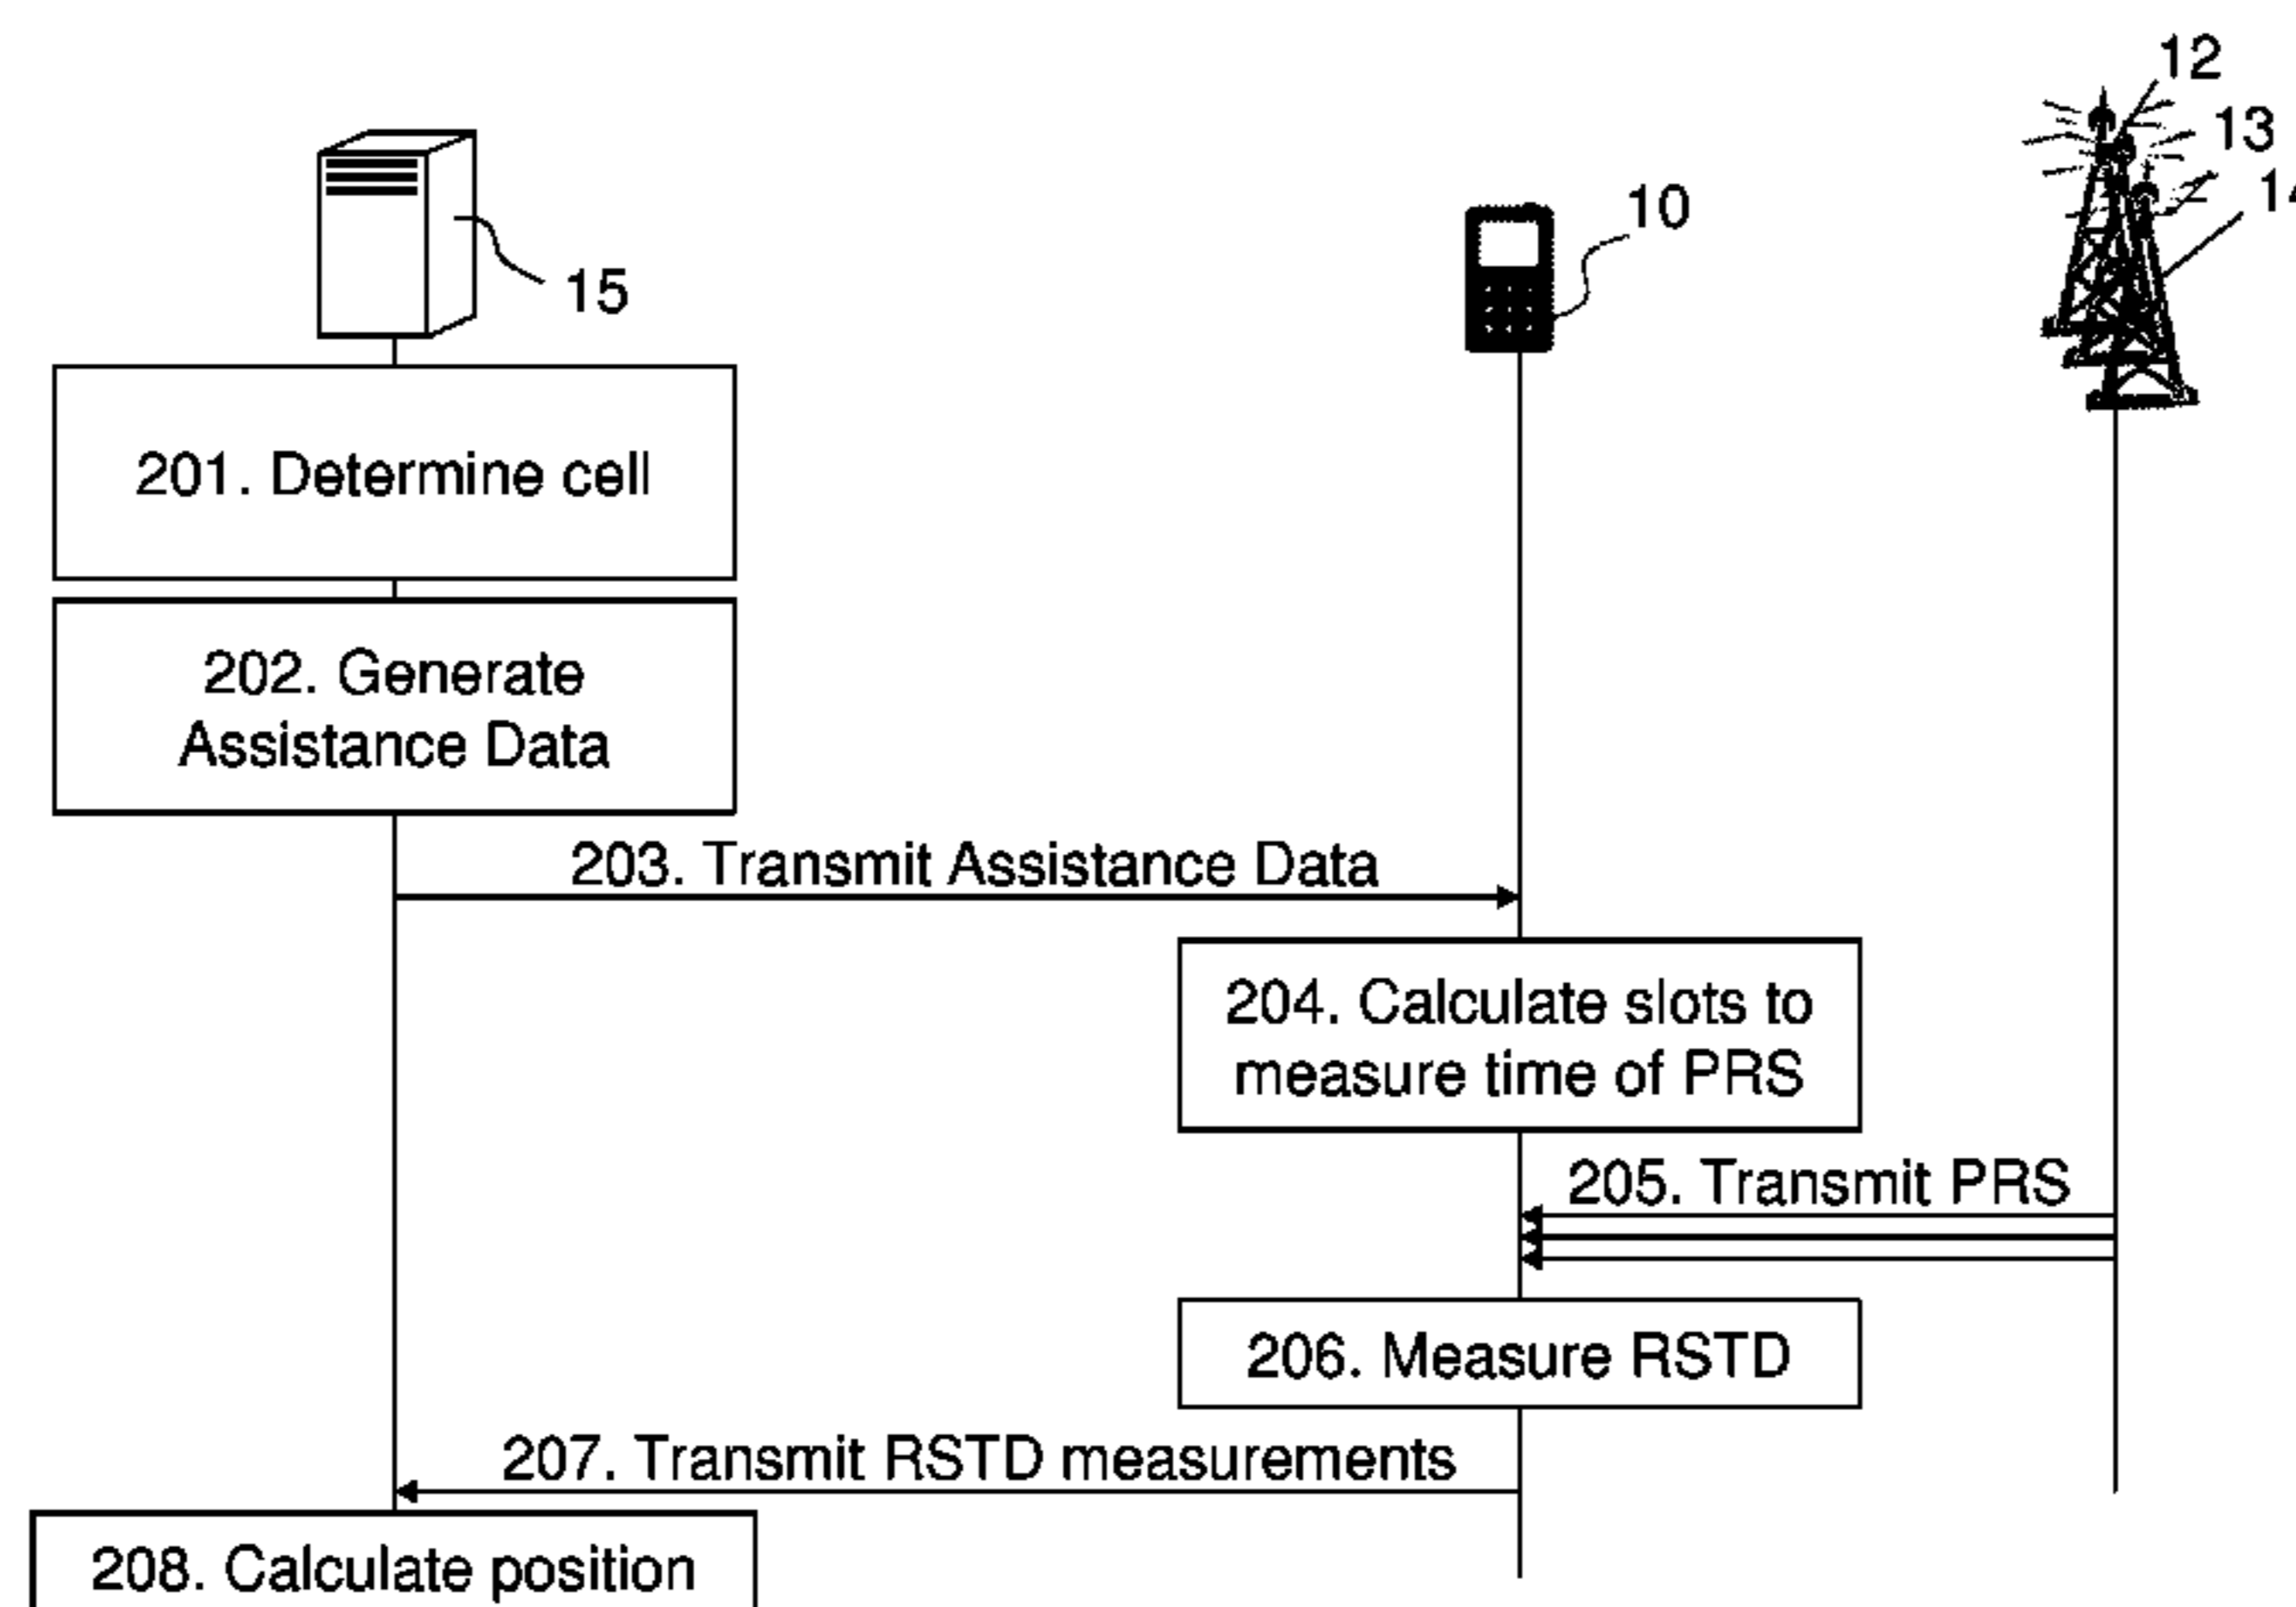 12
13
10
15
201. Determine cell
202. Generate
Assistance Data
203. Transmit Assistance Data
204. Calculate slots to
measure time of PRS
205. Transmit PRS
206. Measure RSTD
207. Transmit RSTD measurements
208. Calculate position